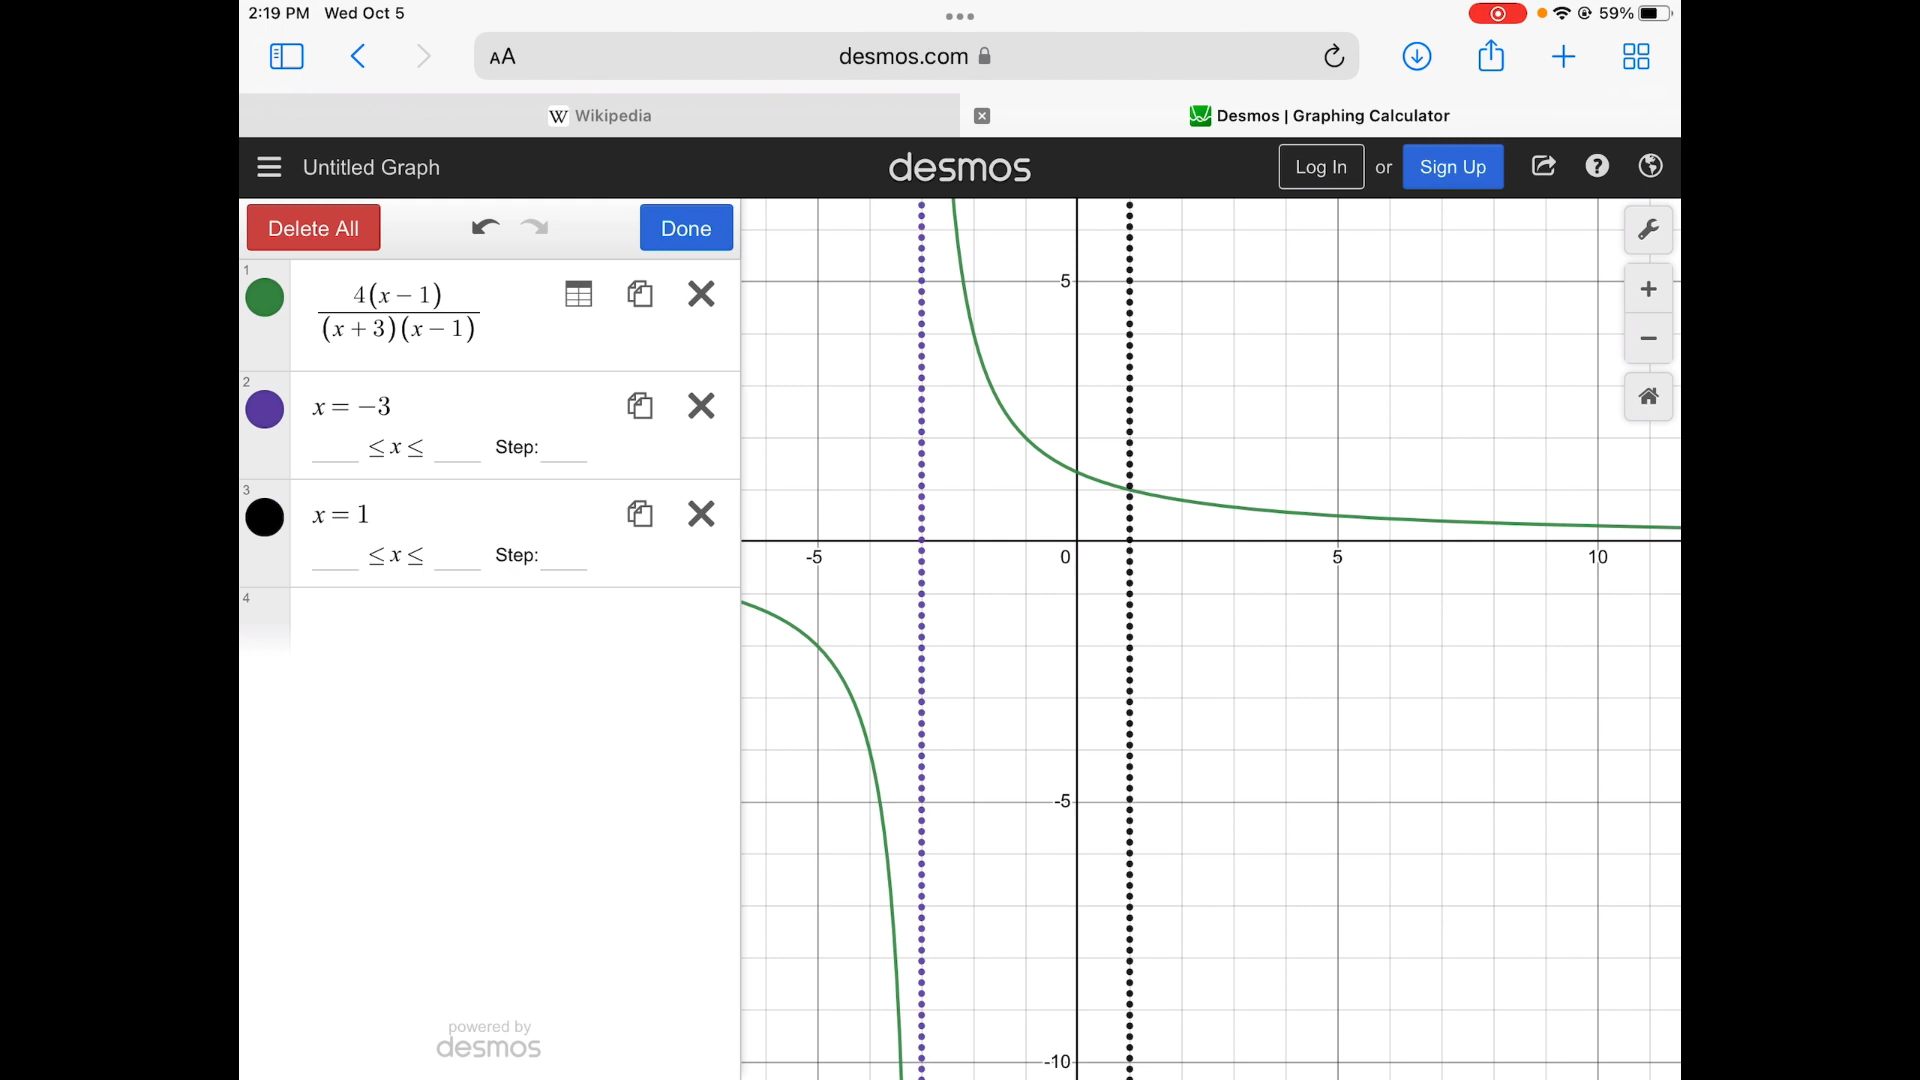 2:19 PM Wed Oct 5
59%
AA
desmos.com
W Wikipedia
Desmos | Graphing Calculator
Untitled Graph
desmos
Log In or Sign Up
Delete All
Done
1
4(x − 1)
(x + 3)(x − 1)
2
x = −3
≤ x ≤ Step:
3
x = 1
≤ x ≤ Step:
4
powered by
desmos
5
-5 0 5 10
-5
-10